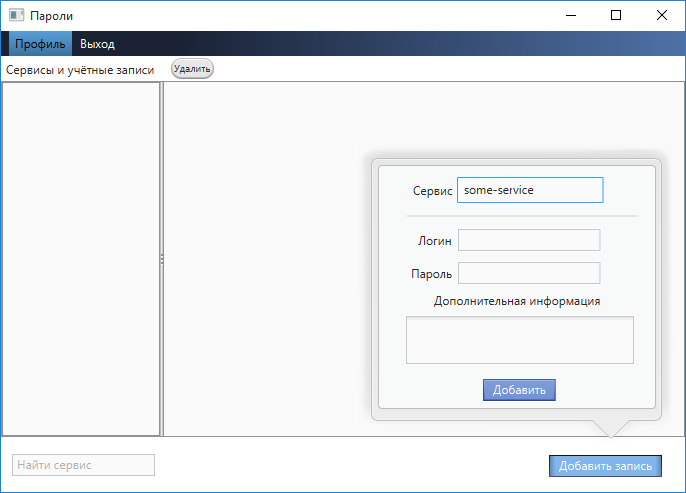 Пароли
Профиль Выход
Сервисы и учётные записи Удалить
Сервис some-service
Логин
Пароль
Дополнительная информация
Добавить
Найти сервис Добавить запись